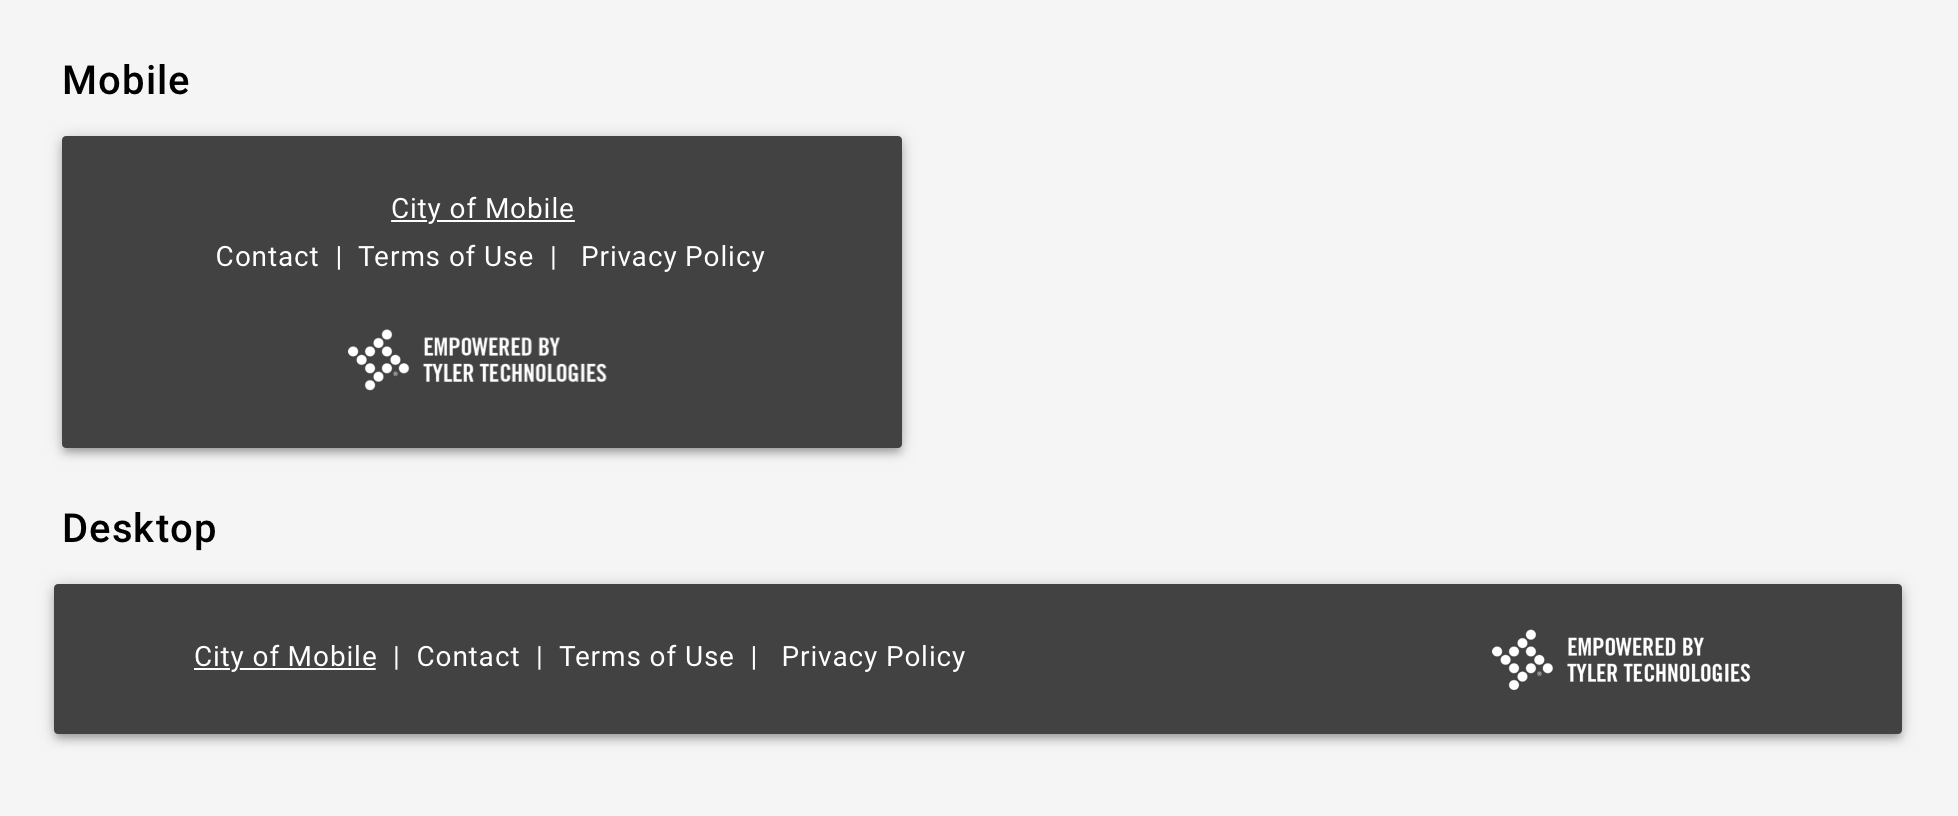 Mobile
City of Mobile
Contact | Terms of Use | Privacy Policy
EMPOWERED BY
TYLER TECHNOLOGIES
Desktop
City of Mobile | Contact | Terms of Use | Privacy Policy
EMPOWERED BY
TYLER TECHNOLOGIES